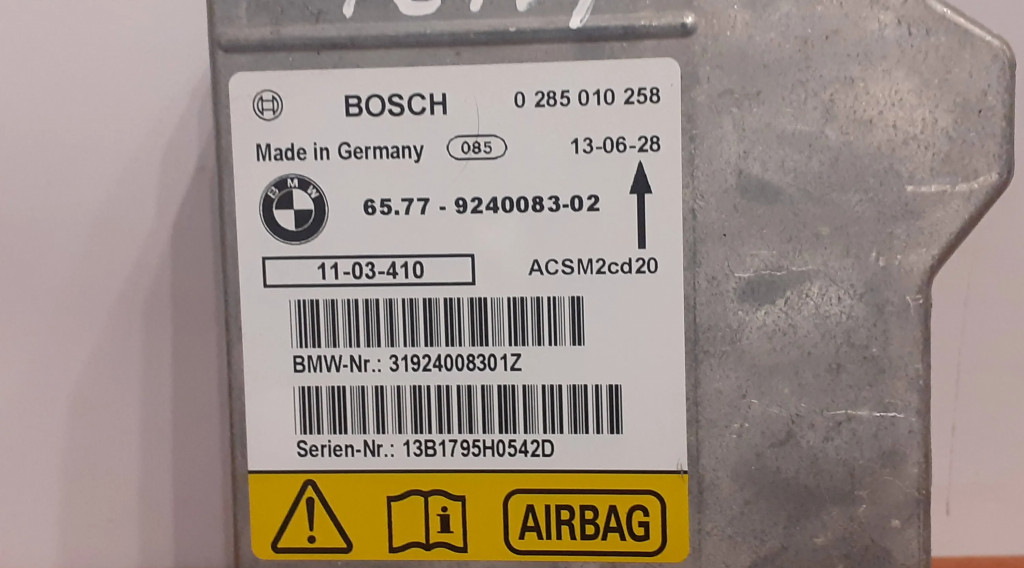 BOSCH 0 285 010 258
Made in Germany 085 13-06-28
BMW
65.77 - 9240083-02
11-03-410 ACSM2cd20
BMW-Nr.: 31924008301Z
Serien-Nr.: 13B1795H0542D
AIRBAG